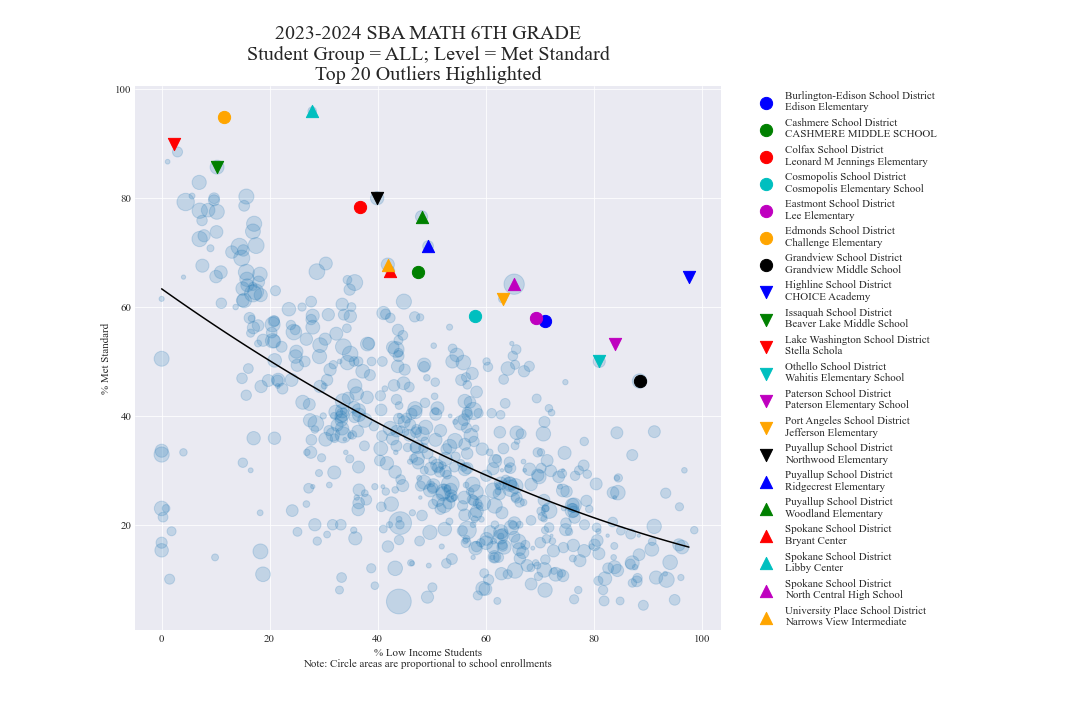 2023-2024 SBA MATH 6TH GRADE
Student Group = ALL; Level = Met Standard
Top 20 Outliers Highlighted
100
80
60
40
20
% Met Standard
0
20
40
60
80
100
% Low Income Students
Note: Circle areas are proportional to school enrollments
Burlington-Edison School District
Edison Elementary
Cashmere School District
CASHMERE MIDDLE SCHOOL
Colfax School District
Leonard M Jennings Elementary
Cosmopolis School District
Cosmopolis Elementary School
Eastmont School District
Lee Elementary
Edmonds School District
Challenge Elementary
Grandview School District
Grandview Middle School
Highline School District
CHOICE Academy
Issaquah School District
Beaver Lake Middle School
Lake Washington School District
Stella Schola
Othello School District
Wahitis Elementary School
Paterson School District
Paterson Elementary School
Port Angeles School District
Jefferson Elementary
Puyallup School District
Northwood Elementary
Puyallup School District
Ridgecrest Elementary
Puyallup School District
Woodland Elementary
Spokane School District
Bryant Center
Spokane School District
Libby Center
Spokane School District
North Central High School
University Place School District
Narrows View Intermediate